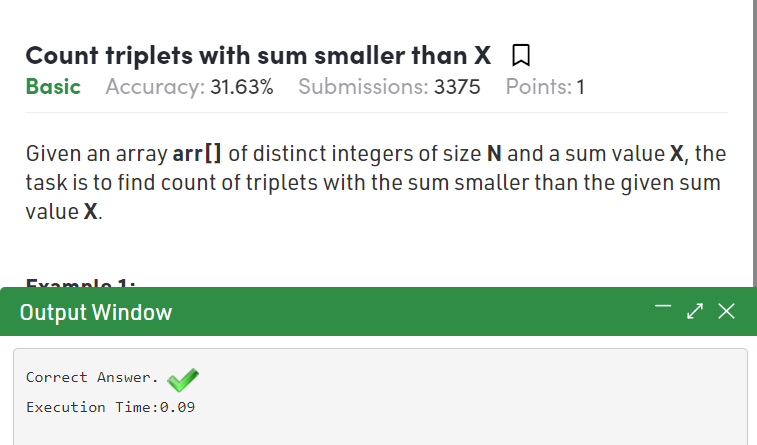 Count triplets with sum smaller than X
Basic Accuracy: 31.63% Submissions: 3375 Points: 1
Given an array arr[] of distinct integers of size N and a sum value X, the
task is to find count of triplets with the sum smaller than the given sum
value X.
Example 1:
Output Window
Correct Answer.
Execution Time:0.09